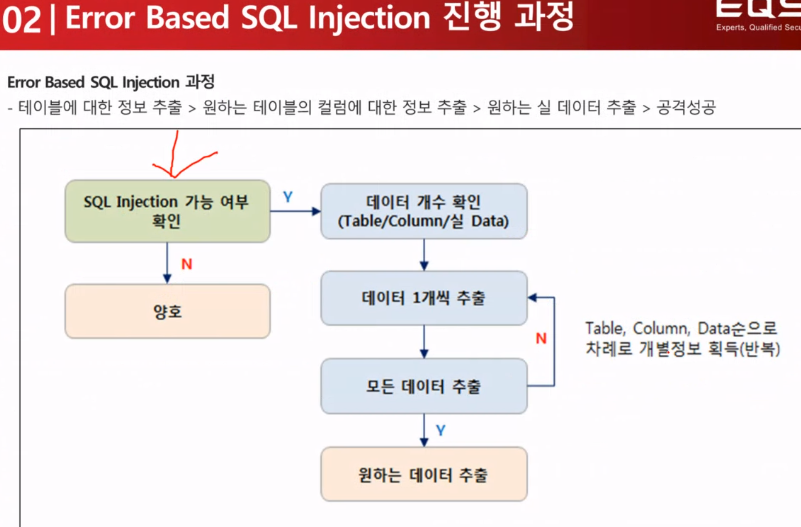 02 | Error Based SQL Injection 진행 과정
Experts, Qualified Secu
Error Based SQL Injection 과정
- 테이블에 대한 정보 추출 > 원하는 테이블의 컬럼에 대한 정보 추출 > 원하는 실 데이터 추출 > 공격성공
SQL Injection 가능 여부
확인
Y
데이터 개수 확인
(Table/Column/실 Data)
N
양호
데이터 1개씩 추출
N
Table, Column, Data순으로
차례로 개별정보 획득(반복)
모든 데이터 추출
Y
원하는 데이터 추출